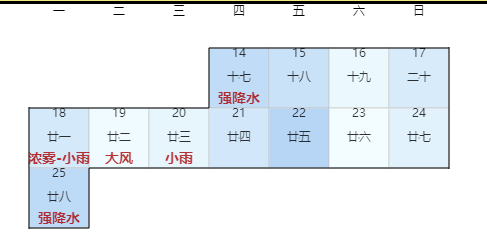 一 二 三 四 五 六 日
14 15 16 17
十七 十八 十九 二十
强降水
18 19 20 21 22 23 24
廿一 廿二 廿三 廿四 廿五 廿六 廿七
浓雾-小雨 大风 小雨
25
廿八
强降水